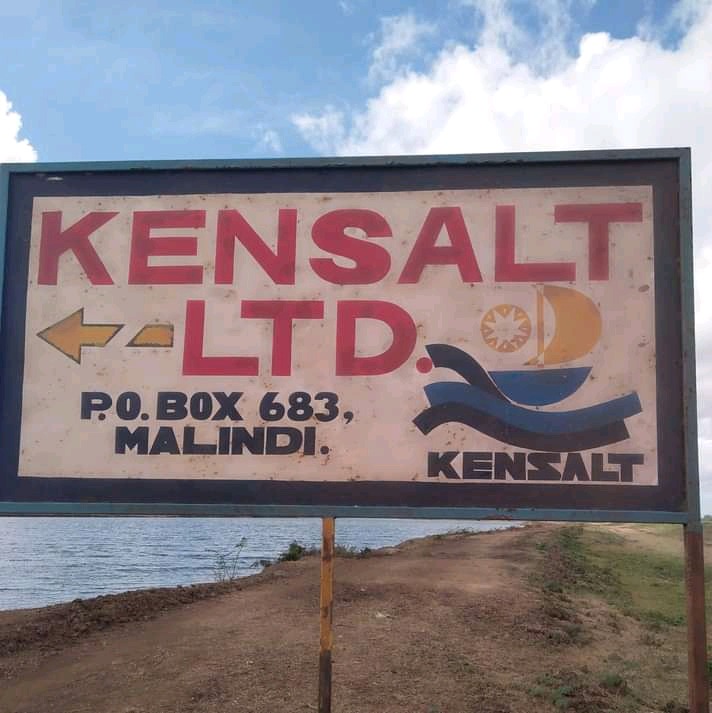 KENSALT
LTD.
P.O. BOX 683,
MALINDI.
KENSALT